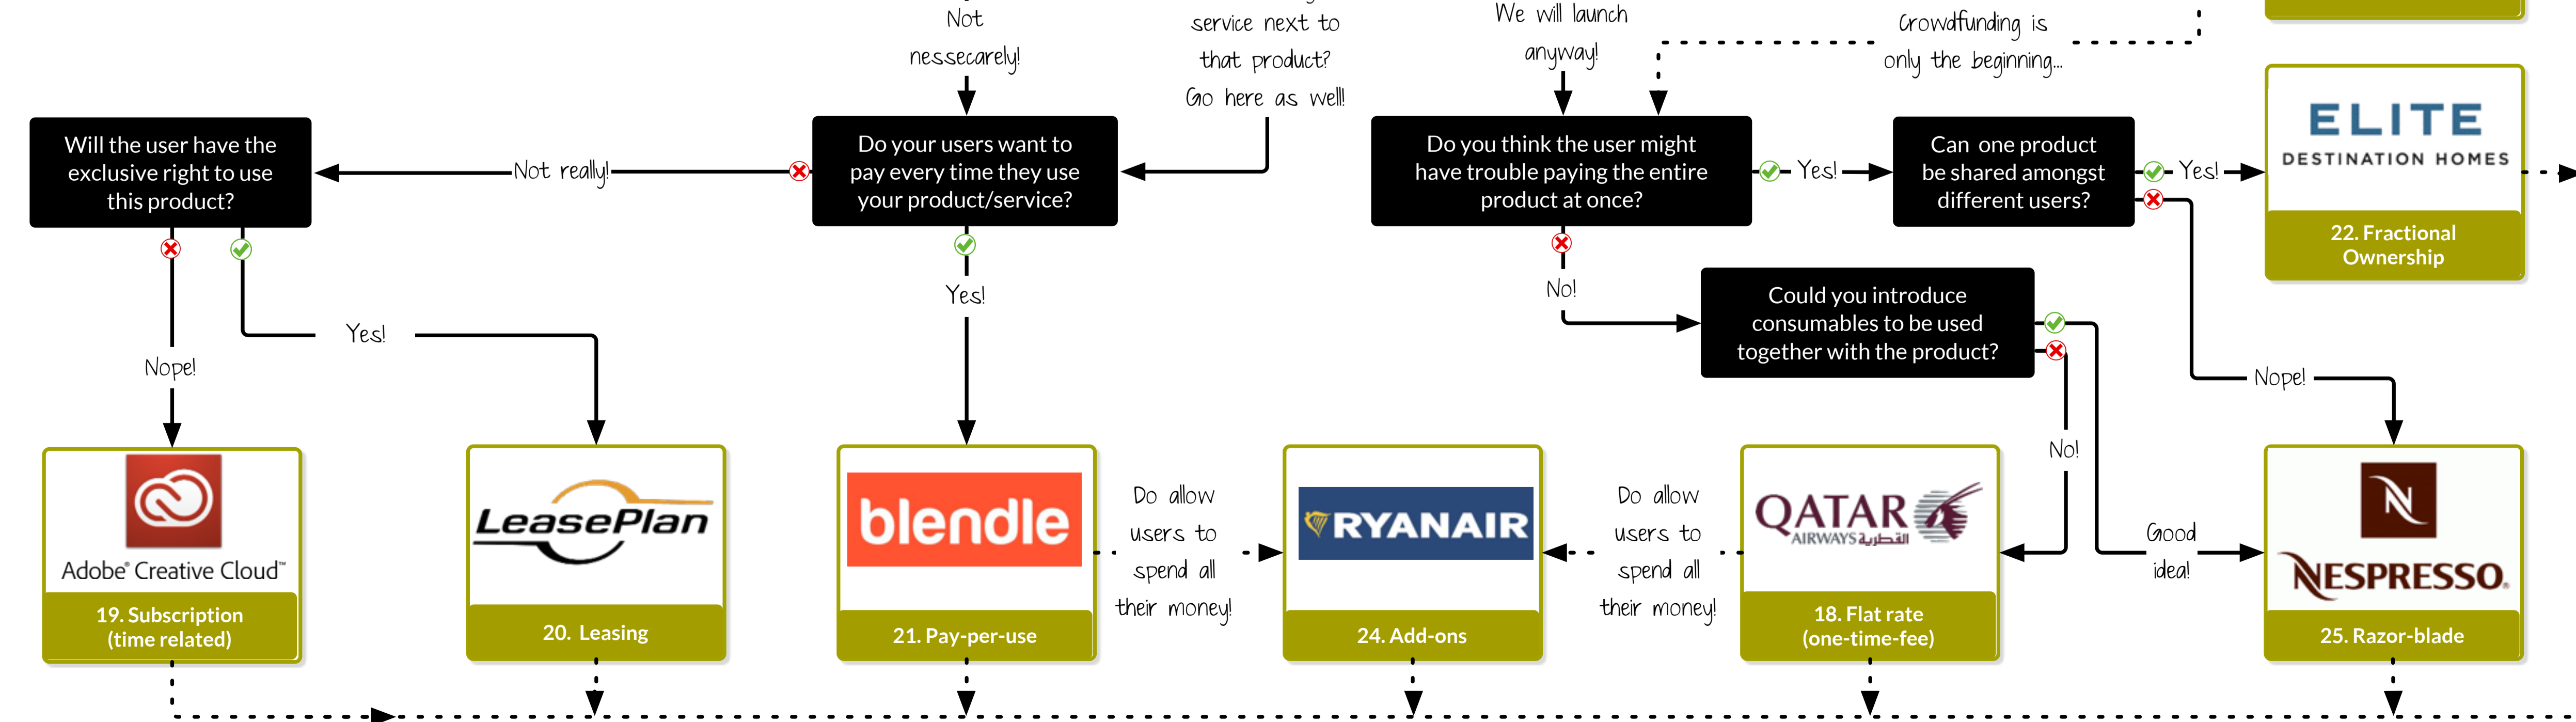 Not
nessecarely!
service next to
that product?
Go here as well!
We will launch
anyway!
Crowdfunding is
only the beginning...
Will the user have the
exclusive right to use
this product?
Not really!
Do your users want to
pay every time they use
your product/service?
Do you think the user might
have trouble paying the entire
product at once?
Yes!
Can one product
be shared amongst
different users?
Yes!
ELITE
DESTINATION HOMES
22. Fractional
Ownership
Yes!
No!
Could you introduce
consumables to be used
together with the product?
Nope!
Yes!
Nope!
No!
Good
idea!
Adobe® Creative Cloud™
19. Subscription
(time related)
LeasePlan
20. Leasing
blendle
21. Pay-per-use
Do allow
users to
spend all
their money!
RYANAIR
24. Add-ons
Do allow
users to
spend all
their money!
QATAR
AIRWAYS القطرية
18. Flat rate
(one-time-fee)
N
NESPRESSO®
25. Razor-blade